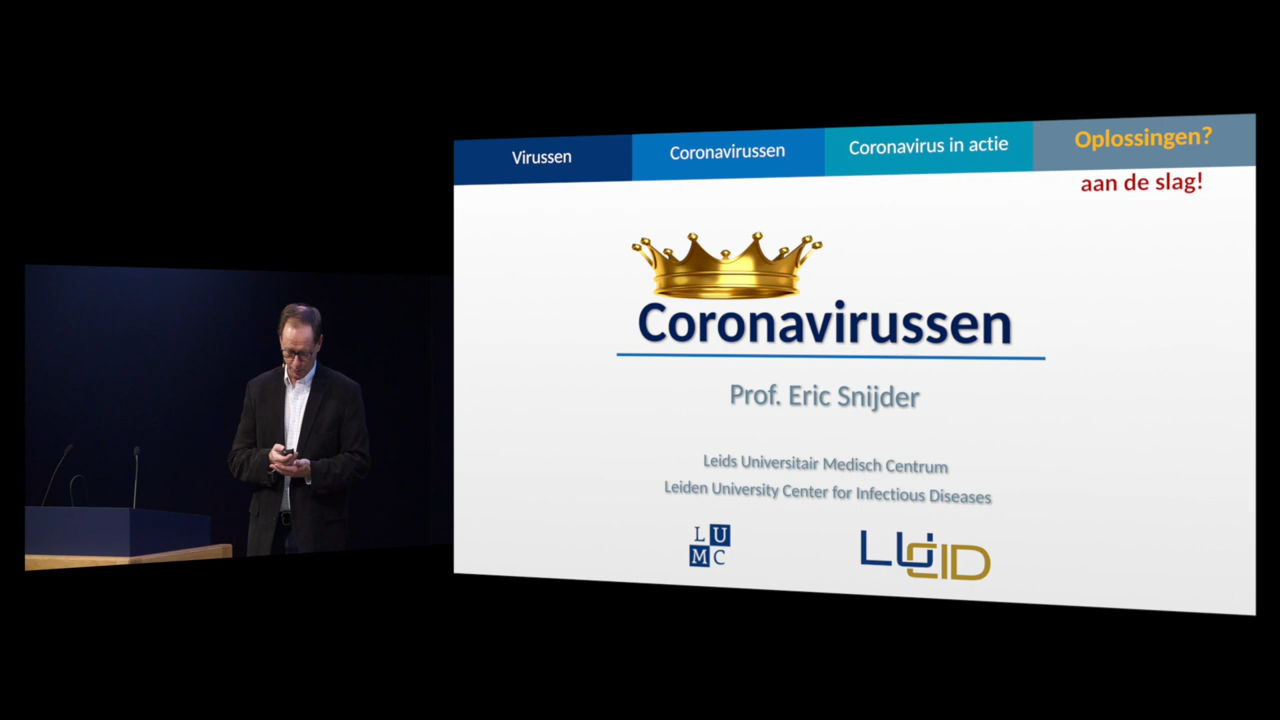 Virussen
Coronavirussen
Coronavirus in actie
Oplossingen?
aan de slag!
Coronavirussen
Prof. Eric Snijder
Leids Universitair Medisch Centrum
Leiden University Center for Infectious Diseases
LUMC
LUCID